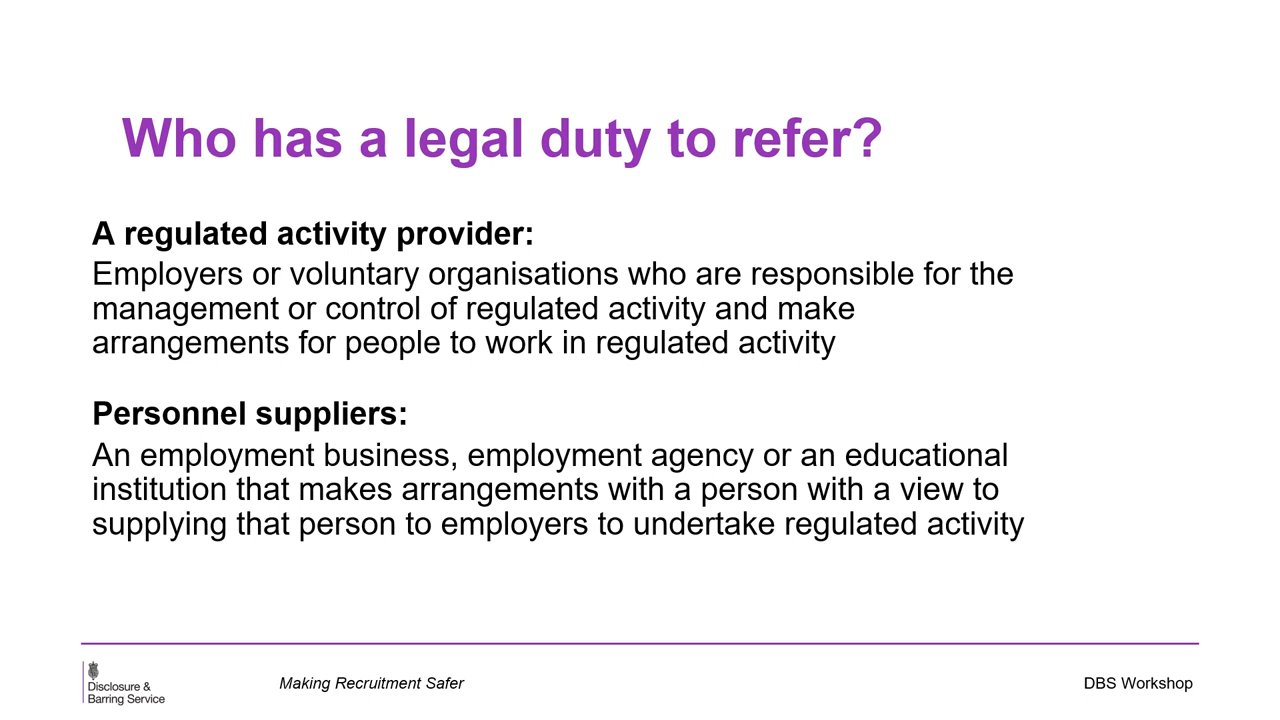 Who has a legal duty to refer?
A regulated activity provider:
Employers or voluntary organisations who are responsible for the
management or control of regulated activity and make
arrangements for people to work in regulated activity
Personnel suppliers:
An employment business, employment agency or an educational
institution that makes arrangements with a person with a view to
supplying that person to employers to undertake regulated activity
Disclosure &
Barring Service
Making Recruitment Safer
DBS Workshop